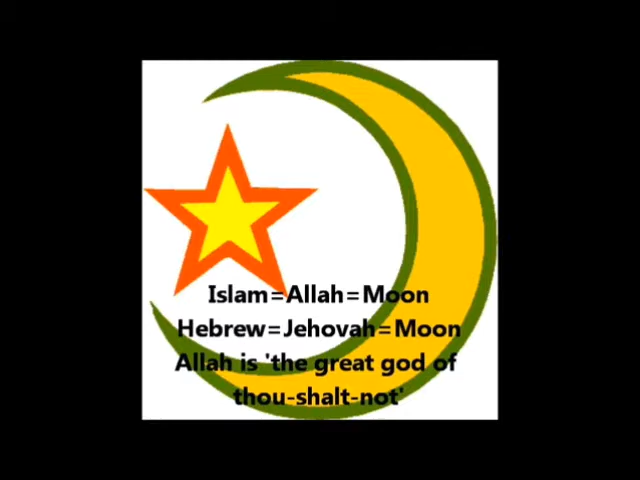 Islam=Allah=Moon
Hebrew=Jehovah=Moon
Allah is 'the great god of
thou-shalt-not'